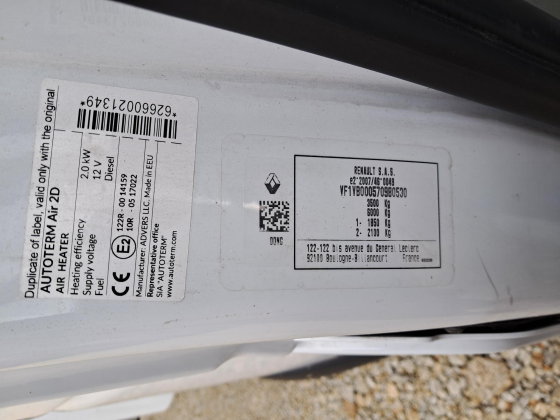 Duplicate of label, valid only with the original
AUTOTERM Air 2D
AIR HEATER
Heating efficiency 2.0 kW
Supply voltage 12 V
Fuel Diesel
CE E2 122R - 00 14159
10R - 05 17022
Manufacturer: ADVERS LLC, Made in EEU
Representative office
SIA "AUTOTERM"
www.autoterm.com
*62660021349*
RENAULT S.A.S.
e2*2007/46*0049
3500 Kg
6000 Kg
1- 1850 Kg
2- 2100 Kg
122-122 bis avenue du General Leclerc
92100 Boulogne-Billancourt France